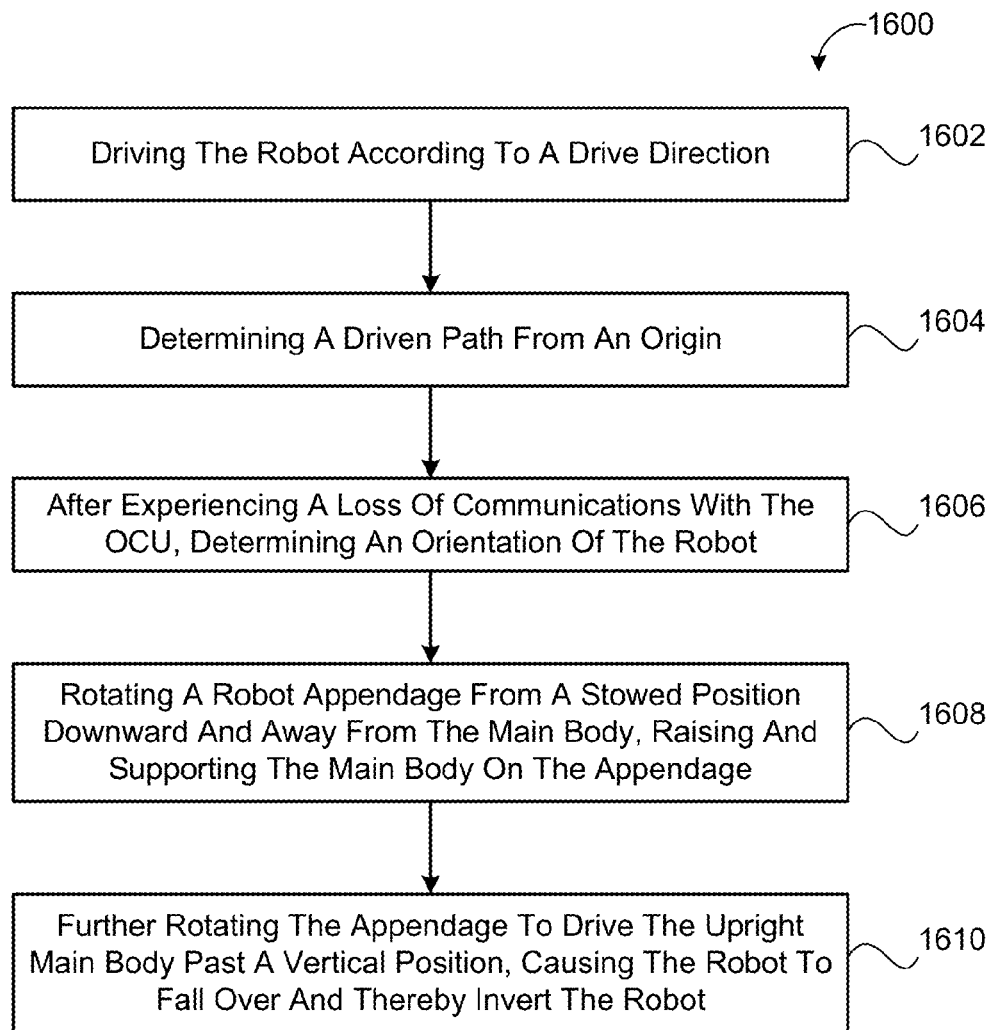 1600
Driving The Robot According To A Drive Direction
1602
Determining A Driven Path From An Origin
1604
After Experiencing A Loss Of Communications With The
OCU, Determining An Orientation Of The Robot
1606
Rotating A Robot Appendage From A Stowed Position
Downward And Away From The Main Body, Raising And
Supporting The Main Body On The Appendage
1608
Further Rotating The Appendage To Drive The Upright
Main Body Past A Vertical Position, Causing The Robot To
Fall Over And Thereby Invert The Robot
1610